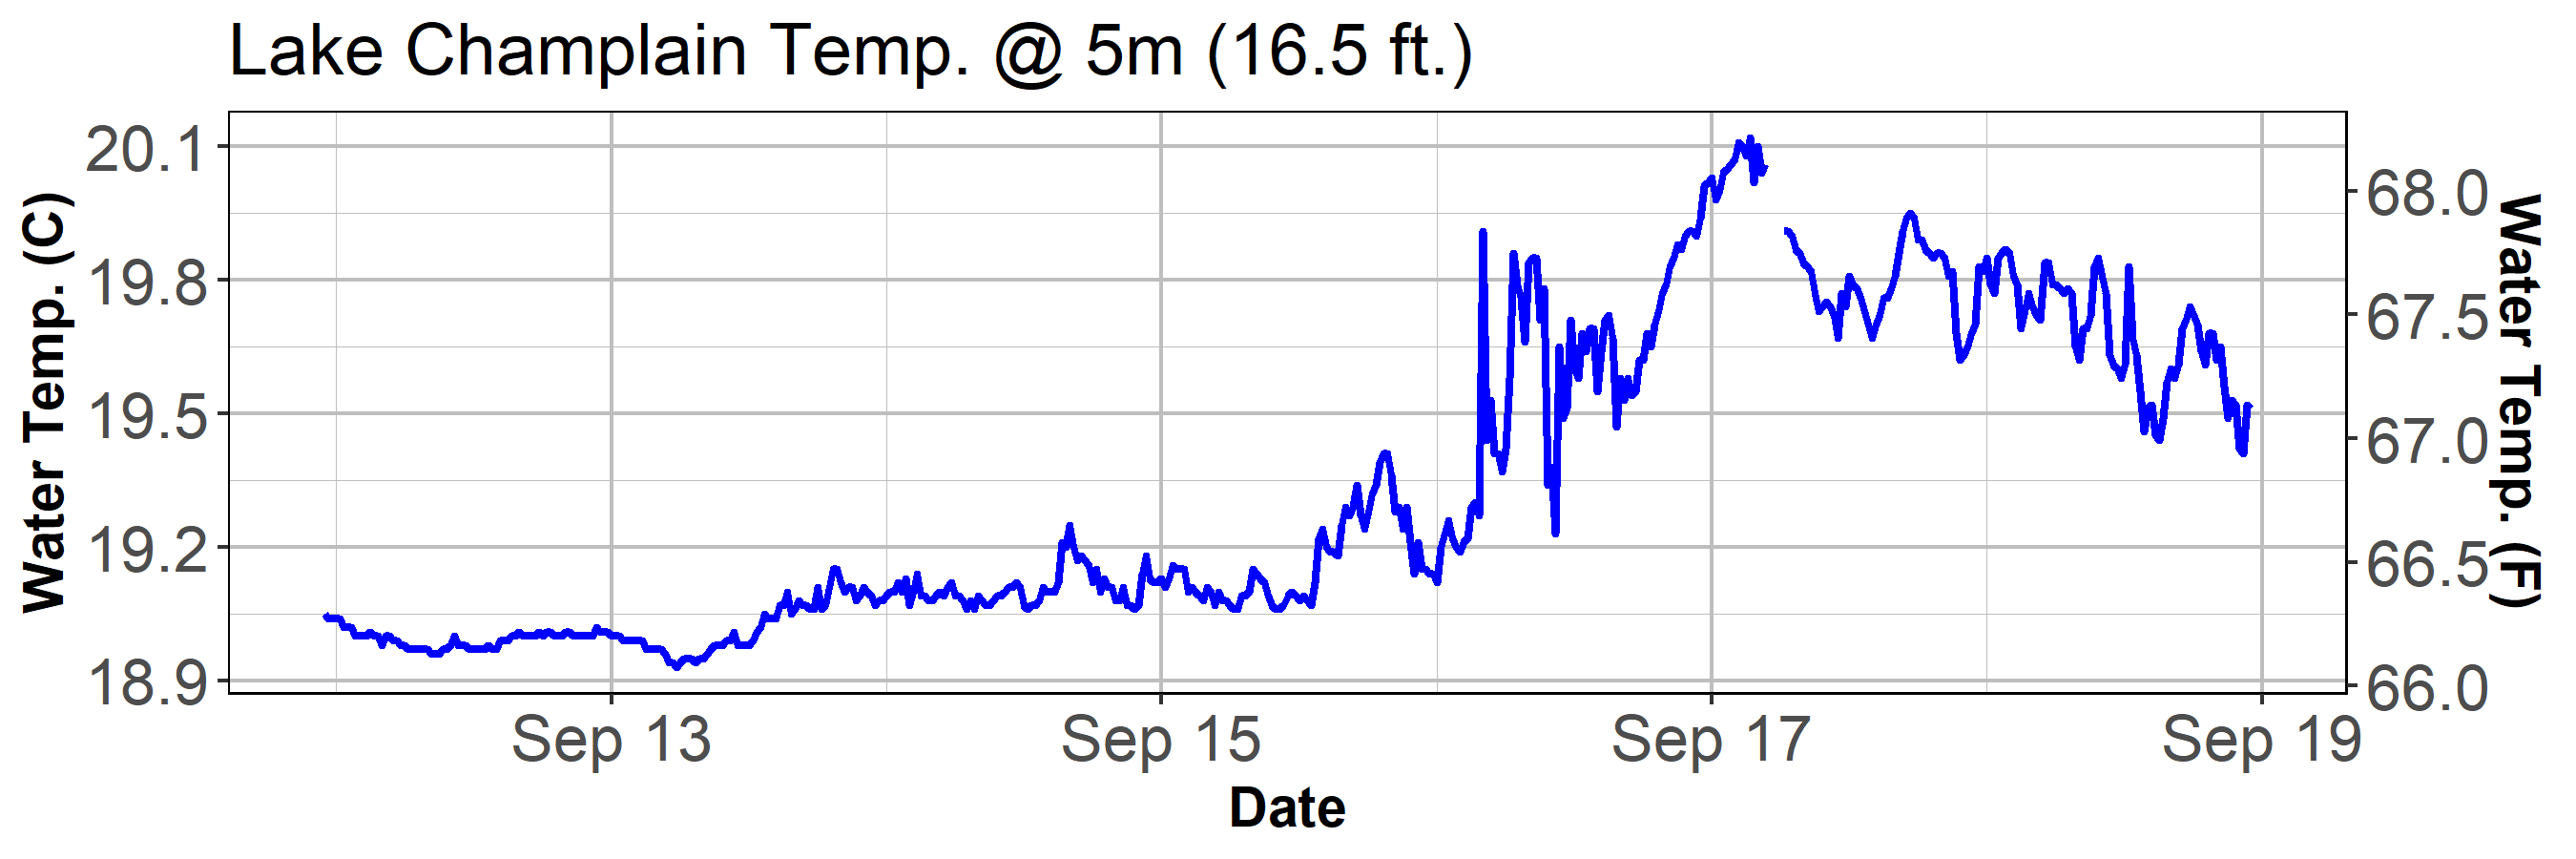 Lake Champlain Temp. @ 5m (16.5 ft.)
Water Temp. (C)
20.1
19.8
19.5
19.2
18.9
68.0
67.5
67.0
66.5
66.0
Water Temp. (F)
Sep 13
Sep 15
Sep 17
Sep 19
Date